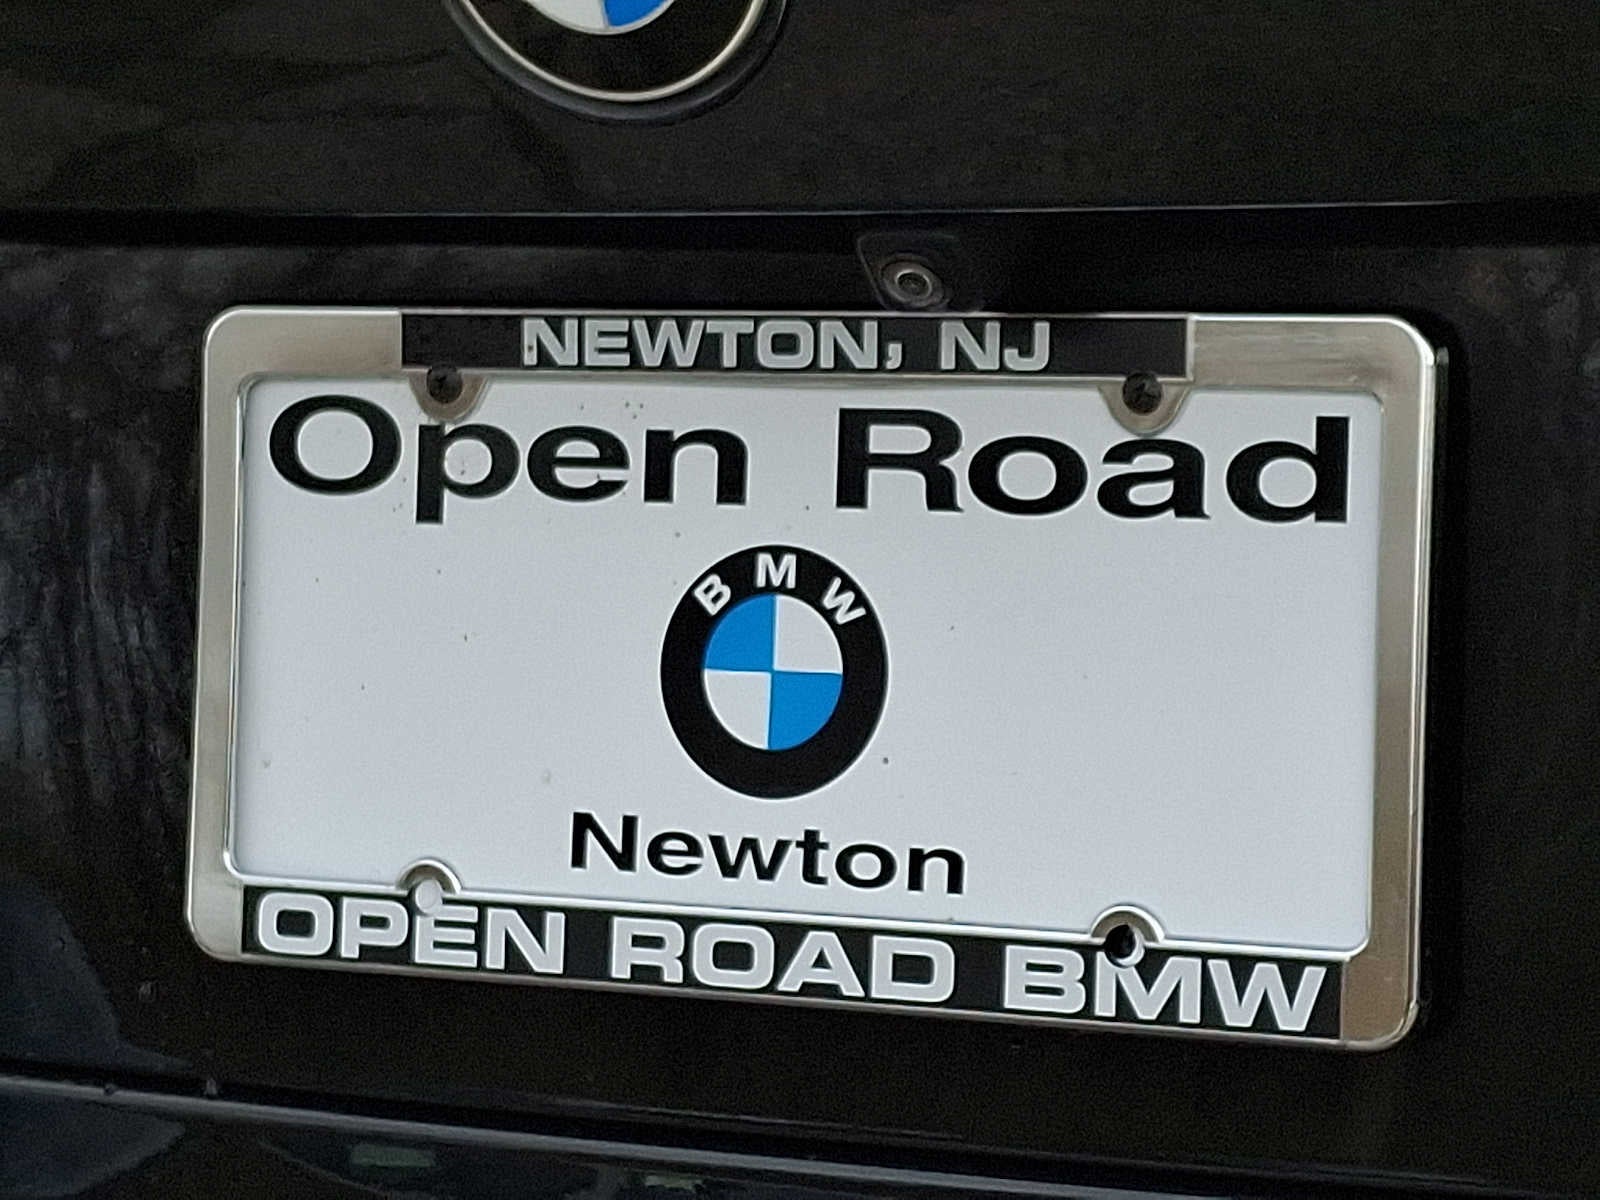 NEWTON, NJ
Open Road
BMW
Newton
OPEN ROAD BMW